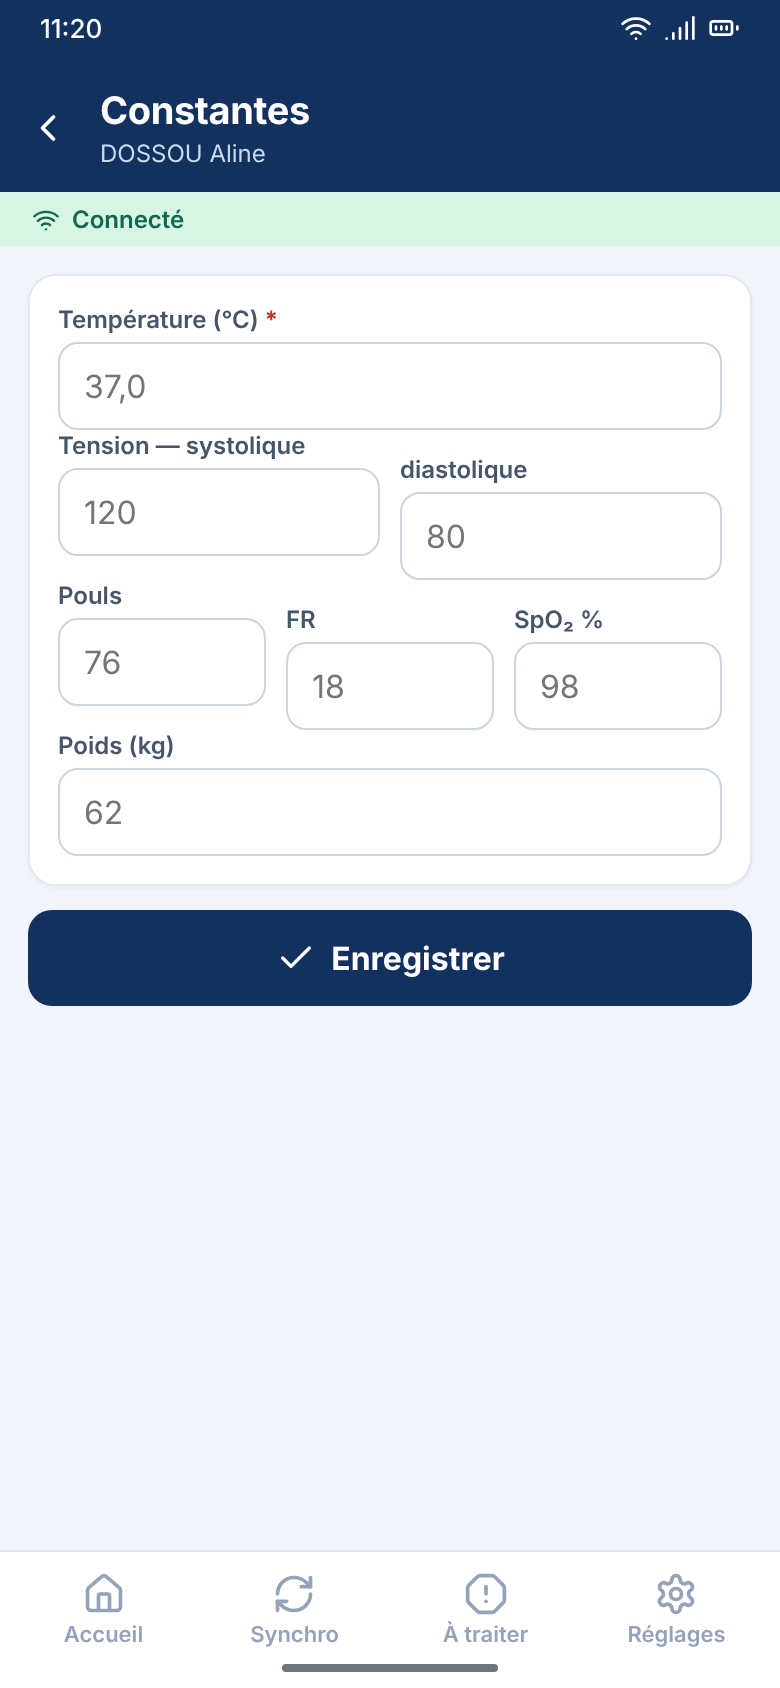 11:20
Constantes
DOSSOU Aline
Connecté
Température (°C) *
37,0
Tension — systolique
diastolique
120
80
Pouls
FR
SpO₂ %
76
18
98
Poids (kg)
62
Enregistrer
Accueil
Synchro
À traiter
Réglages